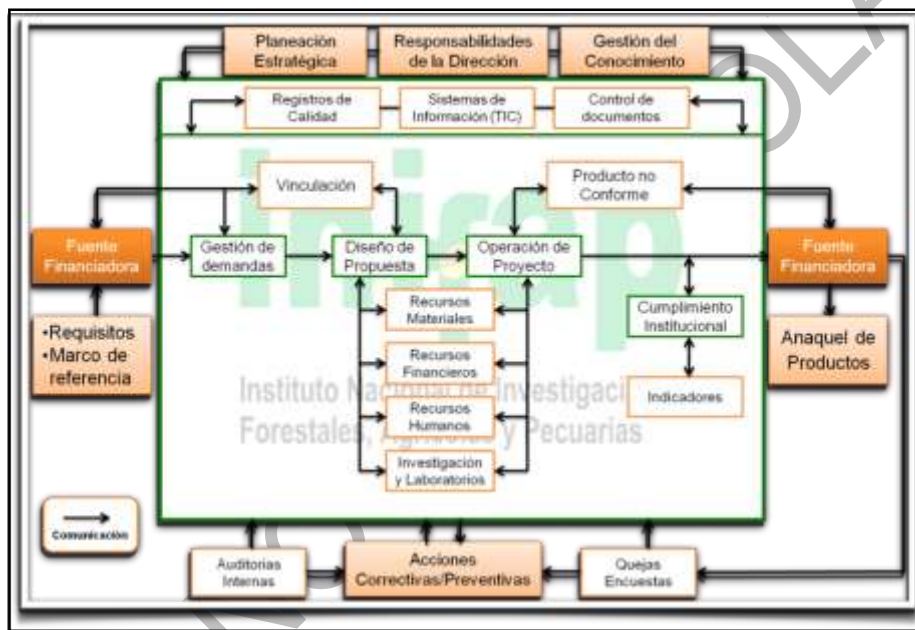 Planeación
Estratégica
Responsabilidades
de la Dirección
Gestión del
Conocimiento
Registros de
Calidad
Sistemas de
Información (TIC)
Control de
documentos
inifap
Vinculación
Producto no
Conforme
Fuente
Financiadora
Gestión de
demandas
Diseño de
Propuesta
Operación de
Proyecto
Fuente
Financiadora
•Requisitos
•Marco de
referencia
Recursos
Materiales
Cumplimiento
Institucional
Anaquel de
Productos
Recursos
Financieros
Indicadores
Instituto Nacional de Investigaci
Forestales, y Pecuarias
Recursos
Humanos
Investigación
y Laboratorios
Comunicación
Auditorias
Internas
Acciones
Correctivas/Preventivas
Quejas
Encuestas